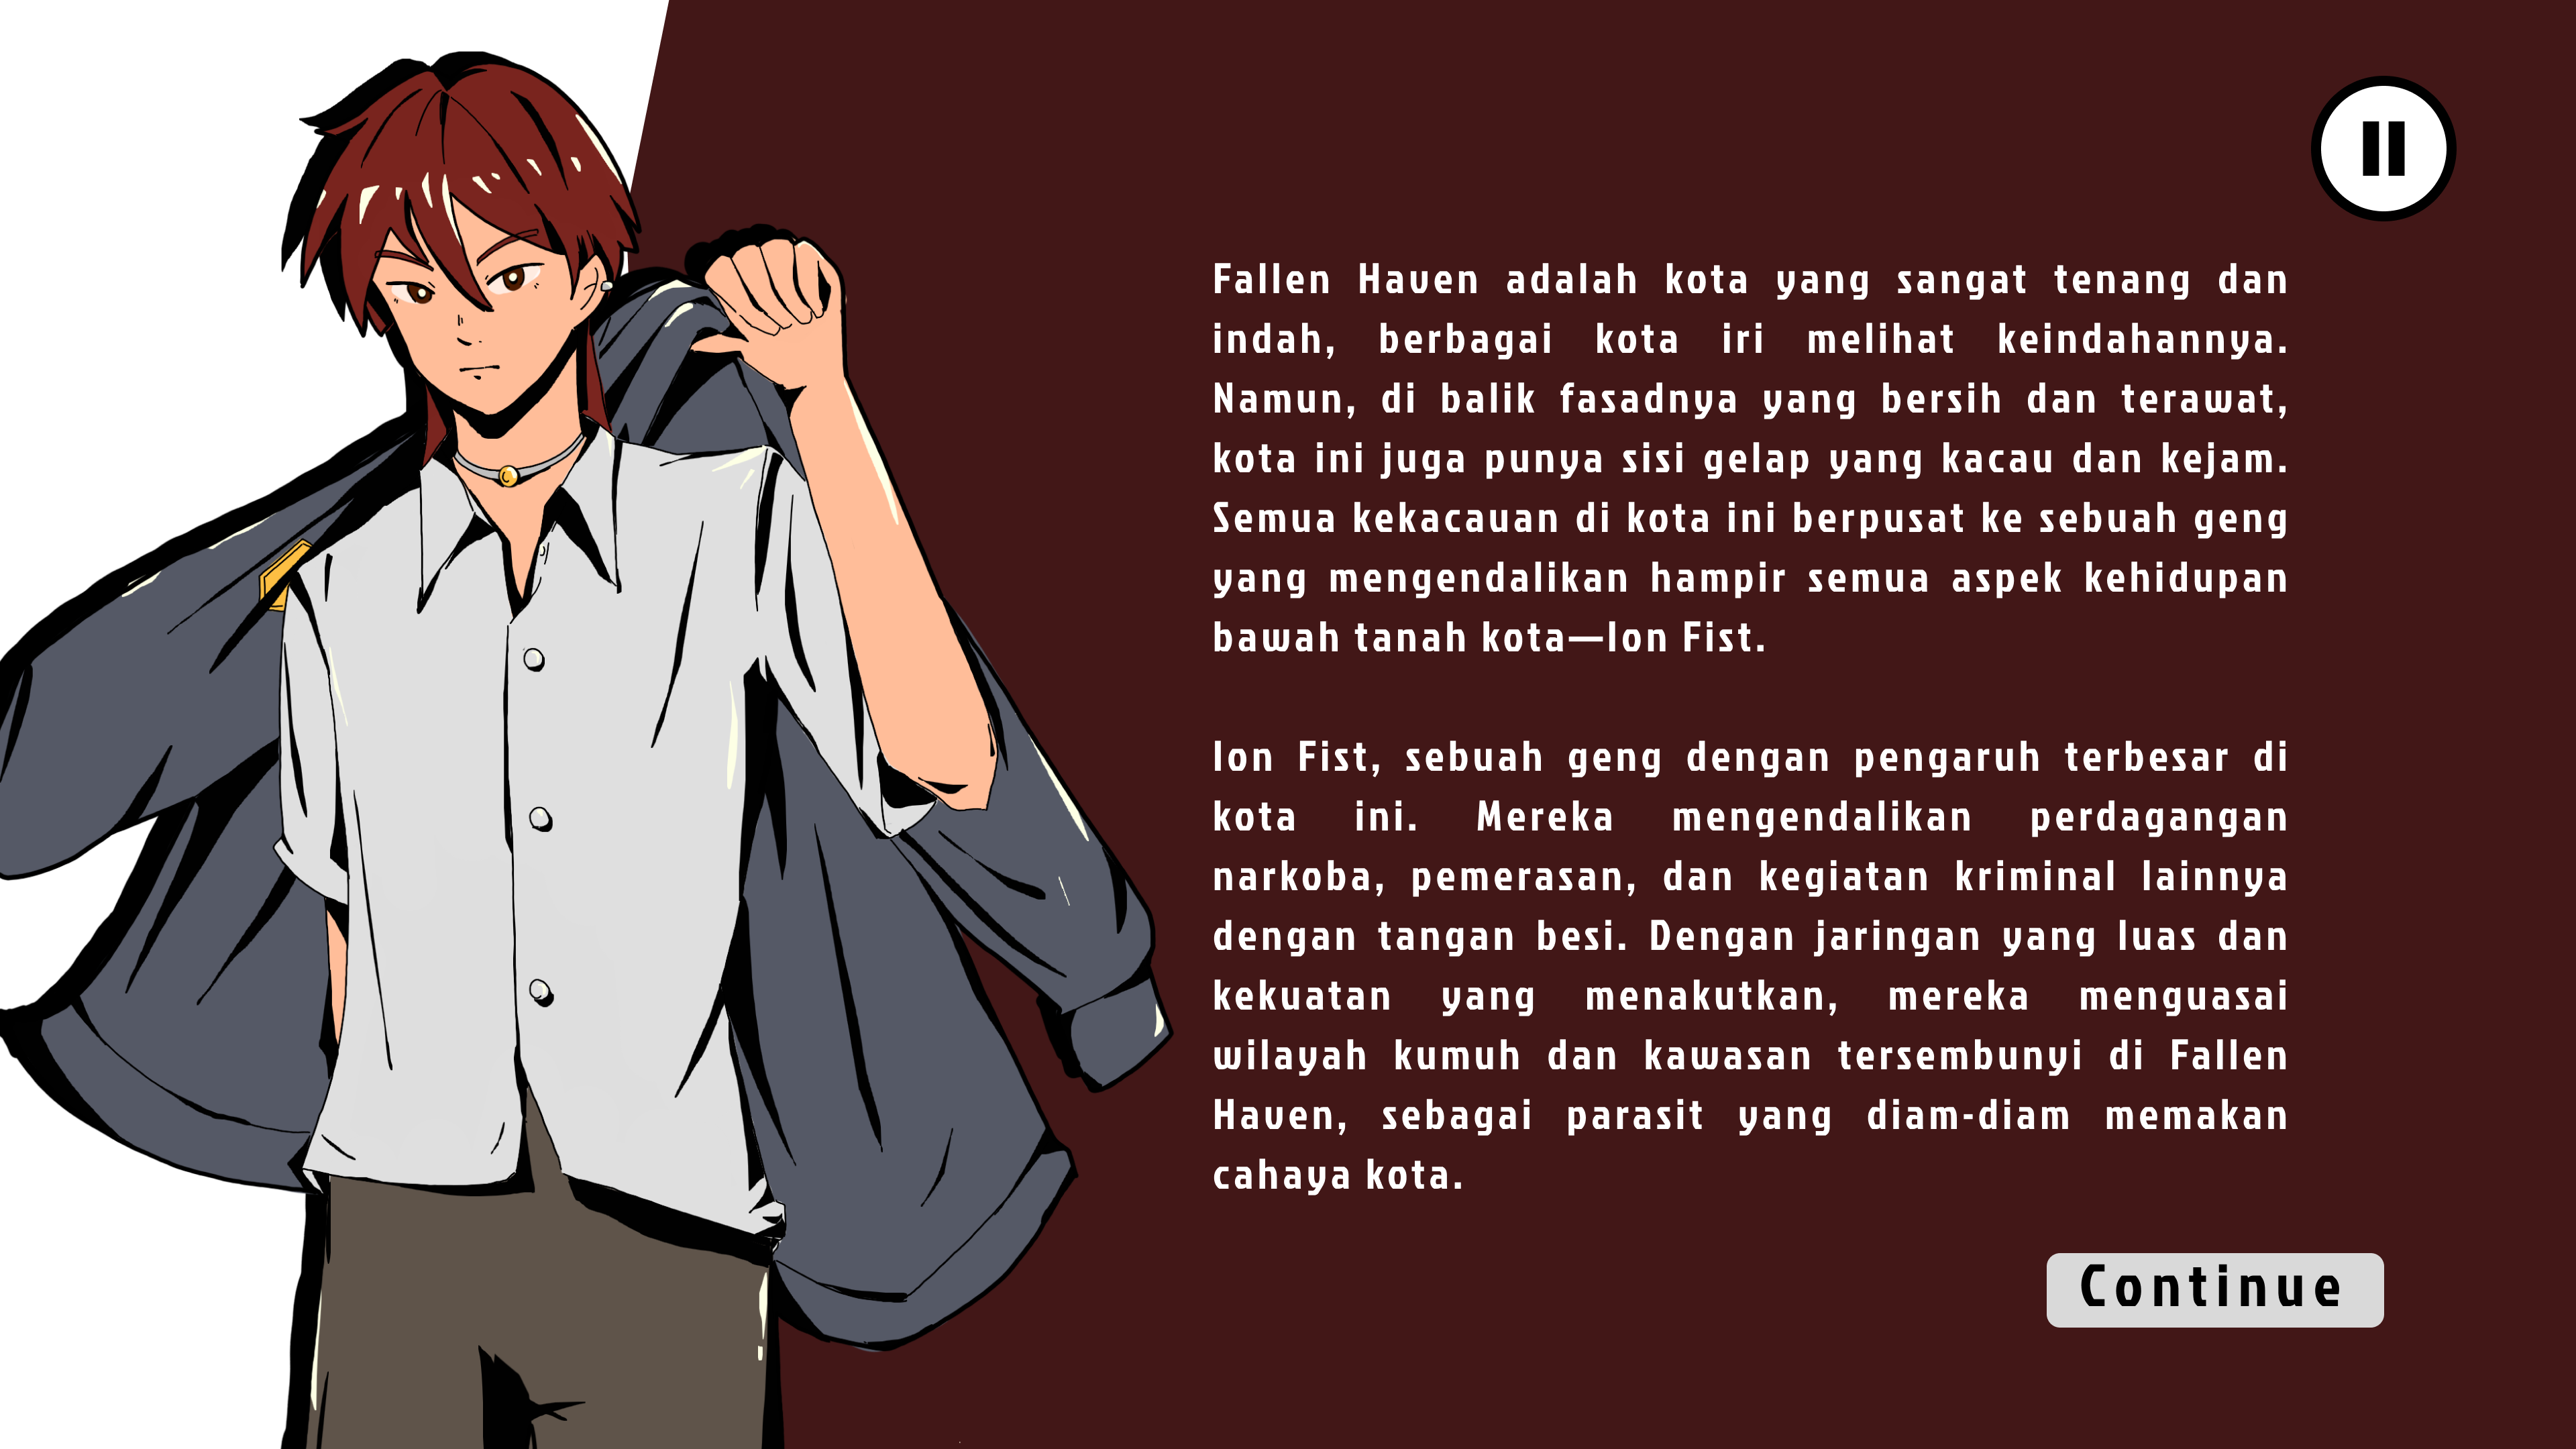 Fallen Haven adalah kota yang sangat tenang dan
indah, berbagai kota iri melihat keindahannya.
Namun, di balik fasadnya yang bersih dan terawat,
kota ini juga punya sisi gelap yang kacau dan kejam.
Semua kekacauan di kota ini berpusat ke sebuah geng
yang mengendalikan hampir semua aspek kehidupan
bawah tanah kota—Ion Fist.
Ion Fist, sebuah geng dengan pengaruh terbesar di
kota ini. Mereka mengendalikan perdagangan
narkoba, pemerasan, dan kegiatan kriminal lainnya
dengan tangan besi. Dengan jaringan yang luas dan
kekuatan yang menakutkan, mereka menguasai
wilayah kumuh dan kawasan tersembunyi di Fallen
Haven, sebagai parasit yang diam-diam memakan
cahaya kota.
Continue